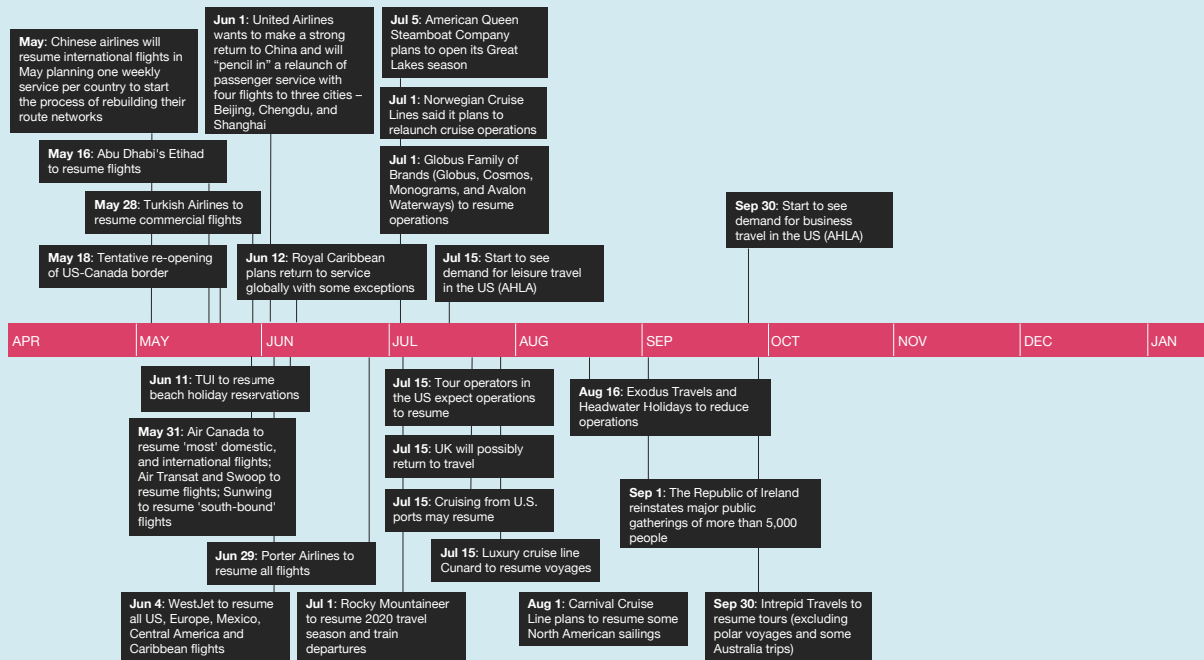 May: Chinese airlines will
resume international flights in
May planning one weekly
service per country to start
the process of rebuilding their
route networks
Jun 1: United Airlines
wants to make a strong
return to China and will
“pencil in” a relaunch of
passenger service with
four flights to three cities –
Beijing, Chengdu, and
Shanghai
Jul 5: American Queen
Steamboat Company
plans to open its Great
Lakes season
Jul 1: Norwegian Cruise
Lines said it plans to
relaunch cruise operations
May 16: Abu Dhabi's Etihad
to resume flights
Jul 1: Globus Family of
Brands (Globus, Cosmos,
Monograms, and Avalon
Waterways) to resume
operations
May 28: Turkish Airlines to
resume commercial flights
Sep 30: Start to see
demand for business
travel in the US (AHLA)
May 18: Tentative re-opening
of US-Canada border
Jun 12: Royal Caribbean
plans return to service
globally with some exceptions
Jul 15: Start to see
demand for leisure travel
in the US (AHLA)
APR MAY JUN JUL AUG SEP OCT NOV DEC JAN
Jun 11: TUI to resume
beach holiday reservations
Jul 15: Tour operators in
the US expect operations
to resume
Aug 16: Exodus Travels and
Headwater Holidays to reduce
operations
May 31: Air Canada to
resume 'most' domestic,
and international flights;
Air Transat and Swoop to
resume flights; Sunwing
to resume 'south-bound'
flights
Jul 15: UK will possibly
return to travel
Jul 15: Cruising from U.S.
ports may resume
Sep 1: The Republic of Ireland
reinstates major public
gatherings of more than 5,000
people
Jun 29: Porter Airlines to
resume all flights
Jul 15: Luxury cruise line
Cunard to resume voyages
Jun 4: WestJet to resume
all US, Europe, Mexico,
Central America and
Caribbean flights
Jul 1: Rocky Mountaineer
to resume 2020 travel
season and train
departures
Aug 1: Carnival Cruise
Line plans to resume some
North American sailings
Sep 30: Intrepid Travels to
resume tours (excluding
polar voyages and some
Australia trips)